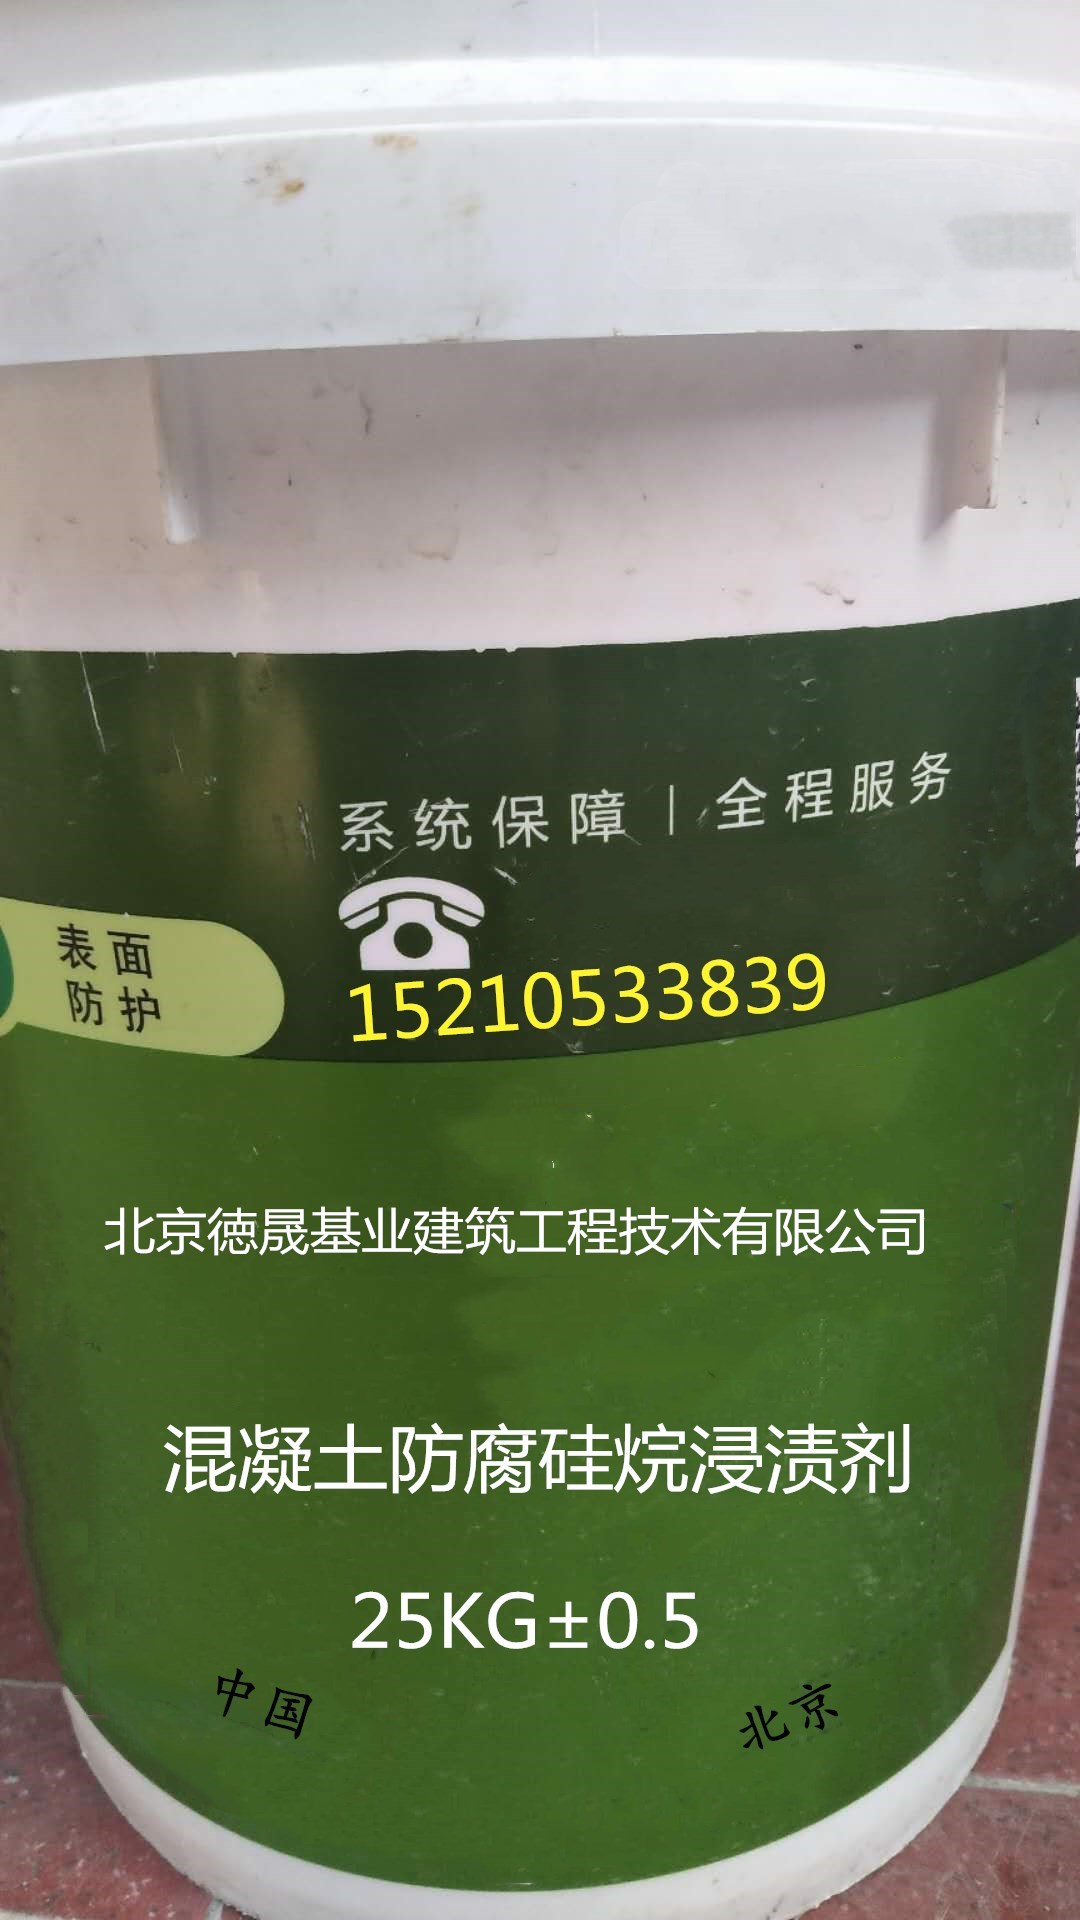 系统保障 | 全程服务
表面
防护
15210533839
北京德晟基业建筑工程技术有限公司
混凝土防腐硅烷浸渍剂
25KG±0.5
中国
北京